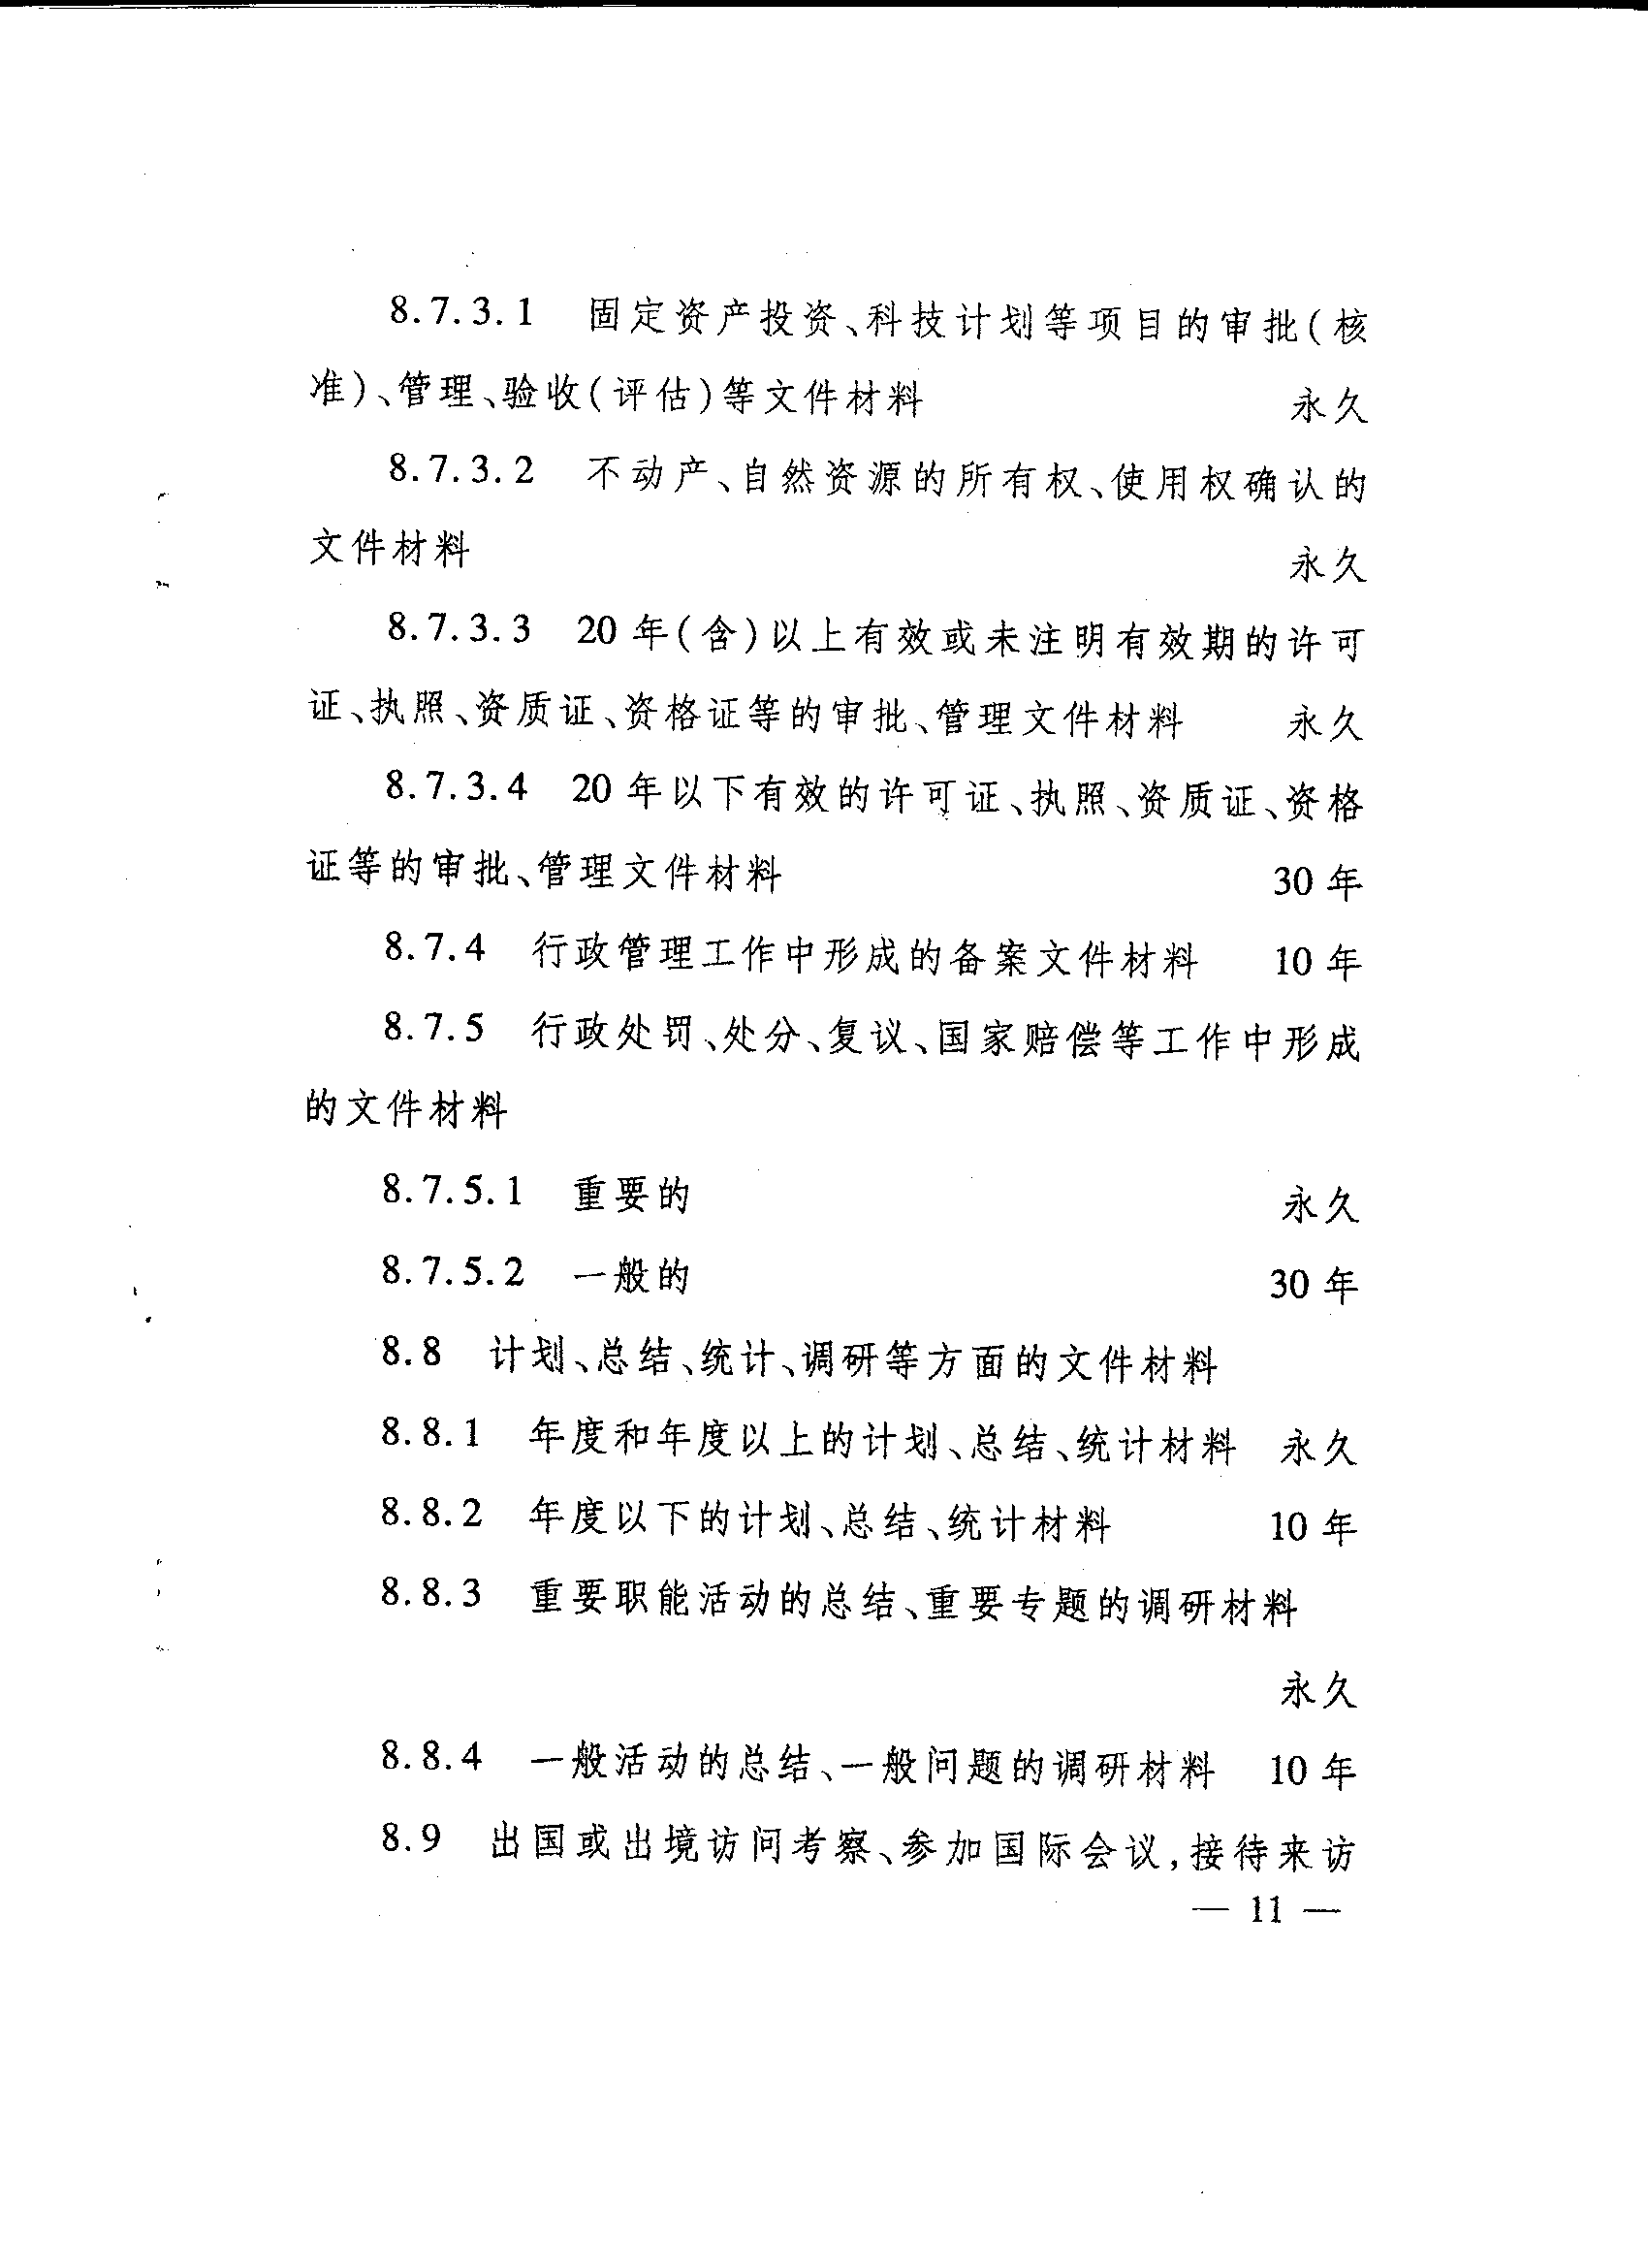 8.7.3.1 固定资产投资、科技计划等项目的审批(核
准)、管理、验收(评估)等文件材料 永久
8.7.3.2 不动产、自然资源的所有权、使用权确认的
文件材料 永久
8.7.3.3 20年(含)以上有效或未注明有效期的许可
证、执照、资质证、资格证等的审批、管理文件材料 永久
8.7.3.4 20年以下有效的许可证、执照、资质证、资格
证等的审批、管理文件材料 30年
8.7.4 行政管理工作中形成的备案文件材料 10年
8.7.5 行政处罚、处分、复议、国家赔偿等工作中形成
的文件材料
8.7.5.1 重要的 永久
8.7.5.2 一般的 30年
8.8 计划、总结、统计、调研等方面的文件材料
8.8.1 年度和年度以上的计划、总结、统计材料 永久
8.8.2 年度以下的计划、总结、统计材料 10年
8.8.3 重要职能活动的总结、重要专题的调研材料
永久
8.8.4 一般活动的总结、一般问题的调研材料 10年
8.9 出国或出境访问考察、参加国际会议,接待来访
— 11 —